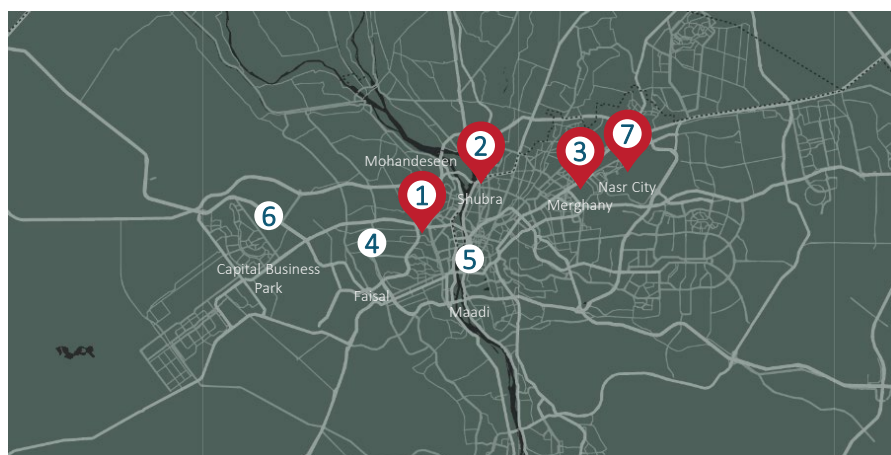 2
7
3
Mohandeseen
1
Nasr City
Shubra
Merghany
6
4
5
Capital Business
Park
Faisal
Maadi